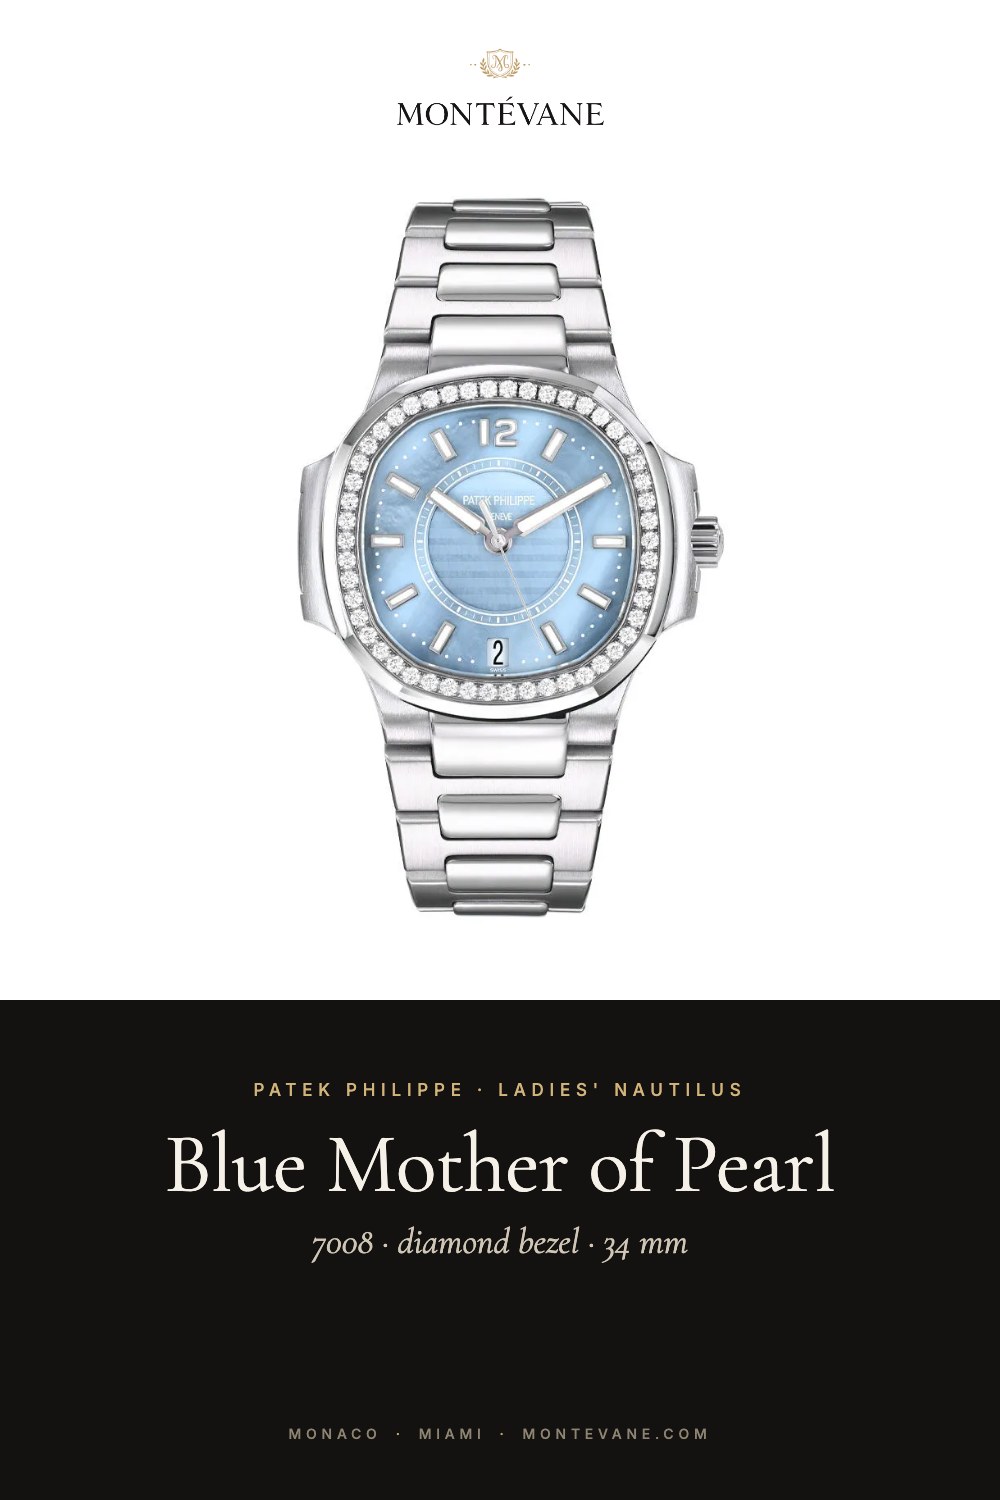 MONTÉVANE
12
PATEK PHILIPPE
GENEVE
2
PATEK PHILIPPE · LADIES' NAUTILUS
Blue Mother of Pearl
7008 · diamond bezel · 34 mm
MONACO · MIAMI · MONTEVANE.COM